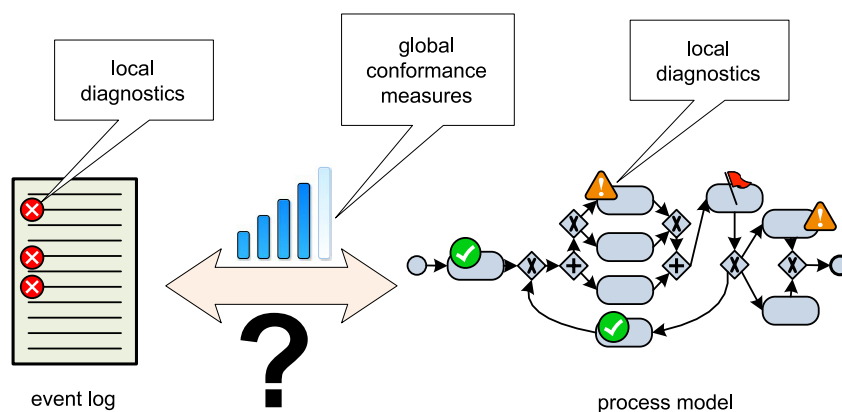 local
diagnostics
global
conformance
measures
local
diagnostics
?
event log
process model